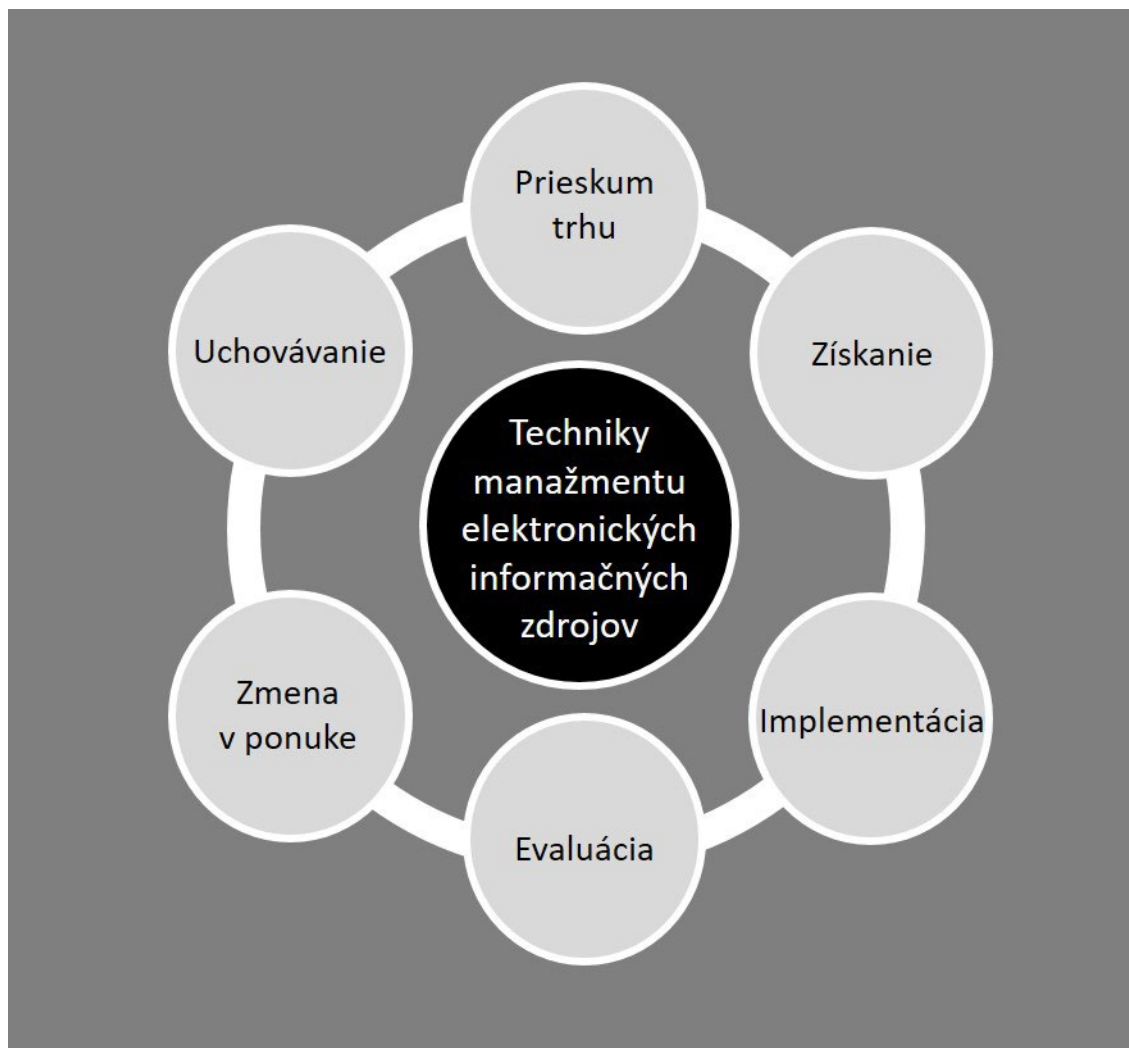 Prieskum
trhu
Získanie
Implementácia
Evaluácia
Zmena
v ponuke
Uchovávanie
Techniky
manažmentu
elektronických
informačných
zdrojov